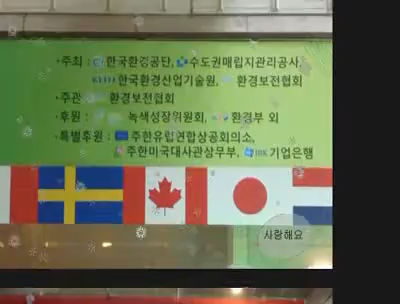 ·주최 : 한국환경공단, 수도권매립지관리공사,
한국환경산업기술원, 환경보전협회
·주관 환경보전협회
·후원 : 녹색성장위원회, 환경부 외
·특별후원 : 주한유럽연합상공회의소,
주한미국대사관상무부, IBK 기업은행
사랑해요